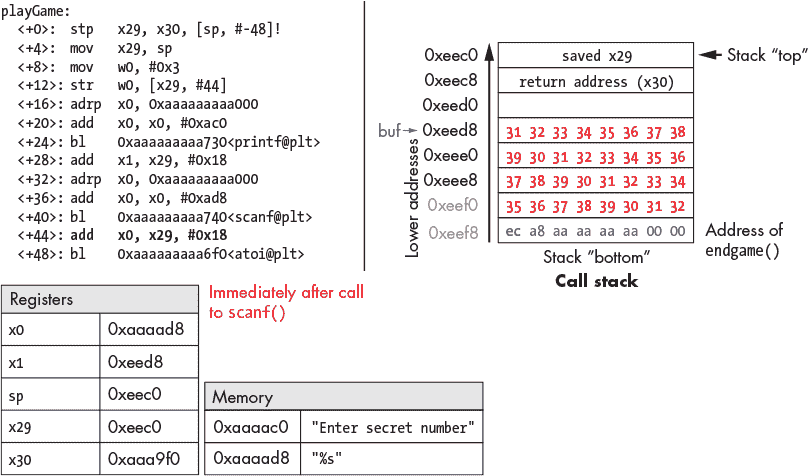 playGame:
<+0>: stp x29, x30, [sp, #-48]!
<+4>: mov x29, sp
<+8>: mov w0, #0x3
<+12>: str w0, [x29, #44]
<+16>: adrp x0, 0xaaaaaaaaa000
<+20>: add x0, x0, #0xac0
<+24>: bl 0xaaaaaaaaa730<printf@plt>
<+28>: add x1, x29, #0x18
<+32>: adrp x0, 0xaaaaaaaaa000
<+36>: add x0, x0, #0xad8
<+40>: bl 0xaaaaaaaaa740<scanf@plt>
<+44>: add x0, x29, #0x18
<+48>: bl 0xaaaaaaaaa6f0<atoi@plt>
Lower addresses
0xeec0 saved x29 Stack “top”
0xeec8 return address (x30)
0xeed0
buf 0xeed8 31 32 33 34 35 36 37 38
0xeee0 39 30 31 32 33 34 35 36
0xeee8 37 38 39 30 31 32 33 34
0xeef0 35 36 37 38 39 30 31 32
0xeef8 ec a8 aa aa aa aa 00 00
Address of
endgame()
Stack “bottom”
Call stack
Immediately after call
to scanf()
Registers
x0 0xaaaad8
x1 0xeed8
sp 0xeec0
x29 0xeec0
x30 0xaaa9f0
Memory
0xaaaac0 "Enter secret number"
0xaaaad8 "%s"